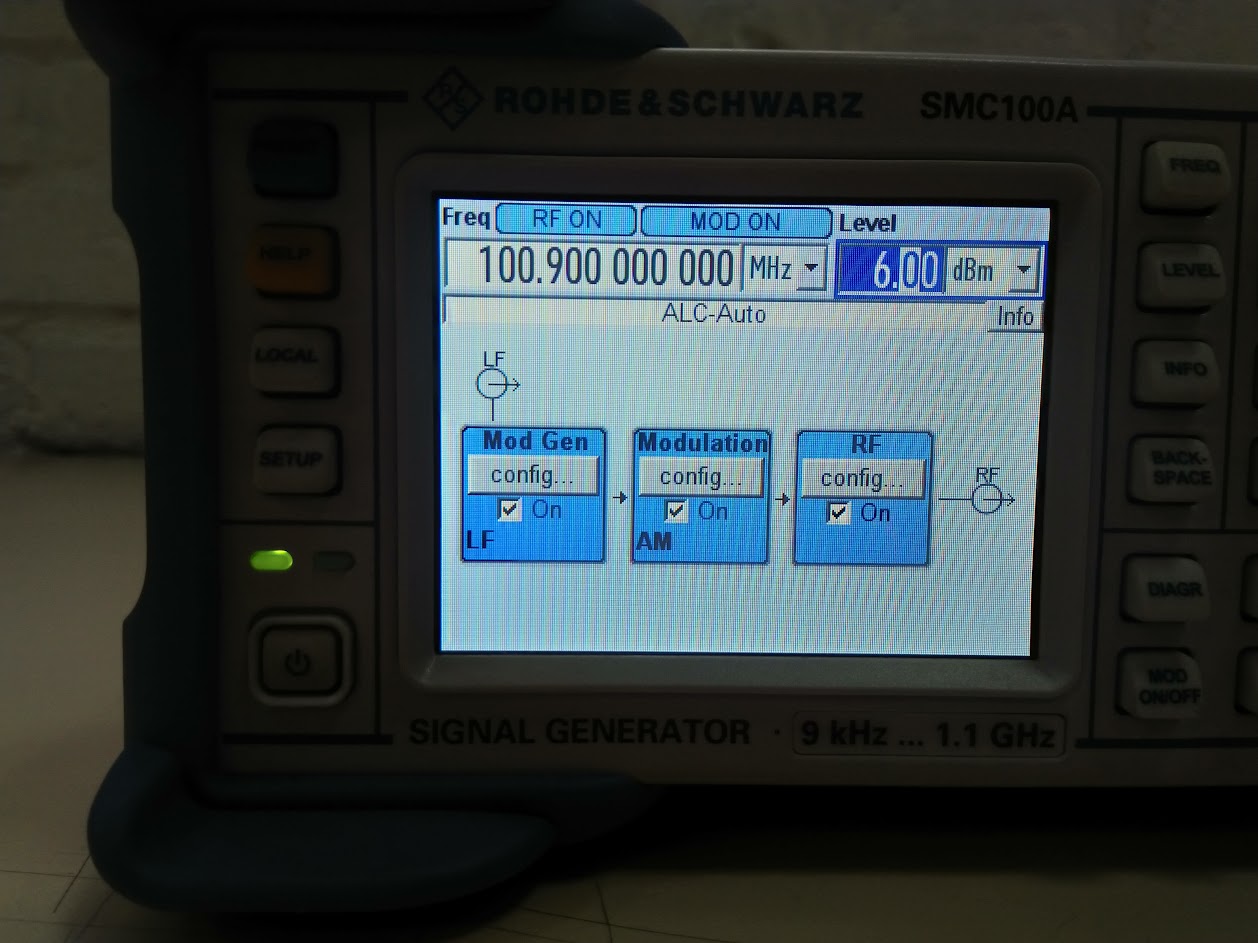 ROHDE&SCHWARZ SMC100A
Freq RF ON MOD ON Level
100.900 000 000 MHz 6.00 dBm
ALC-Auto Info
LF
Mod Gen Modulation RF
config... config... config...
On On On
LF AM
RF
HELP
LOCAL
SETUP
FREQ
LEVEL
INFO
BACK-
SPACE
DIAGR
MOD
ON/OFF
SIGNAL GENERATOR · 9 kHz ... 1.1 GHz